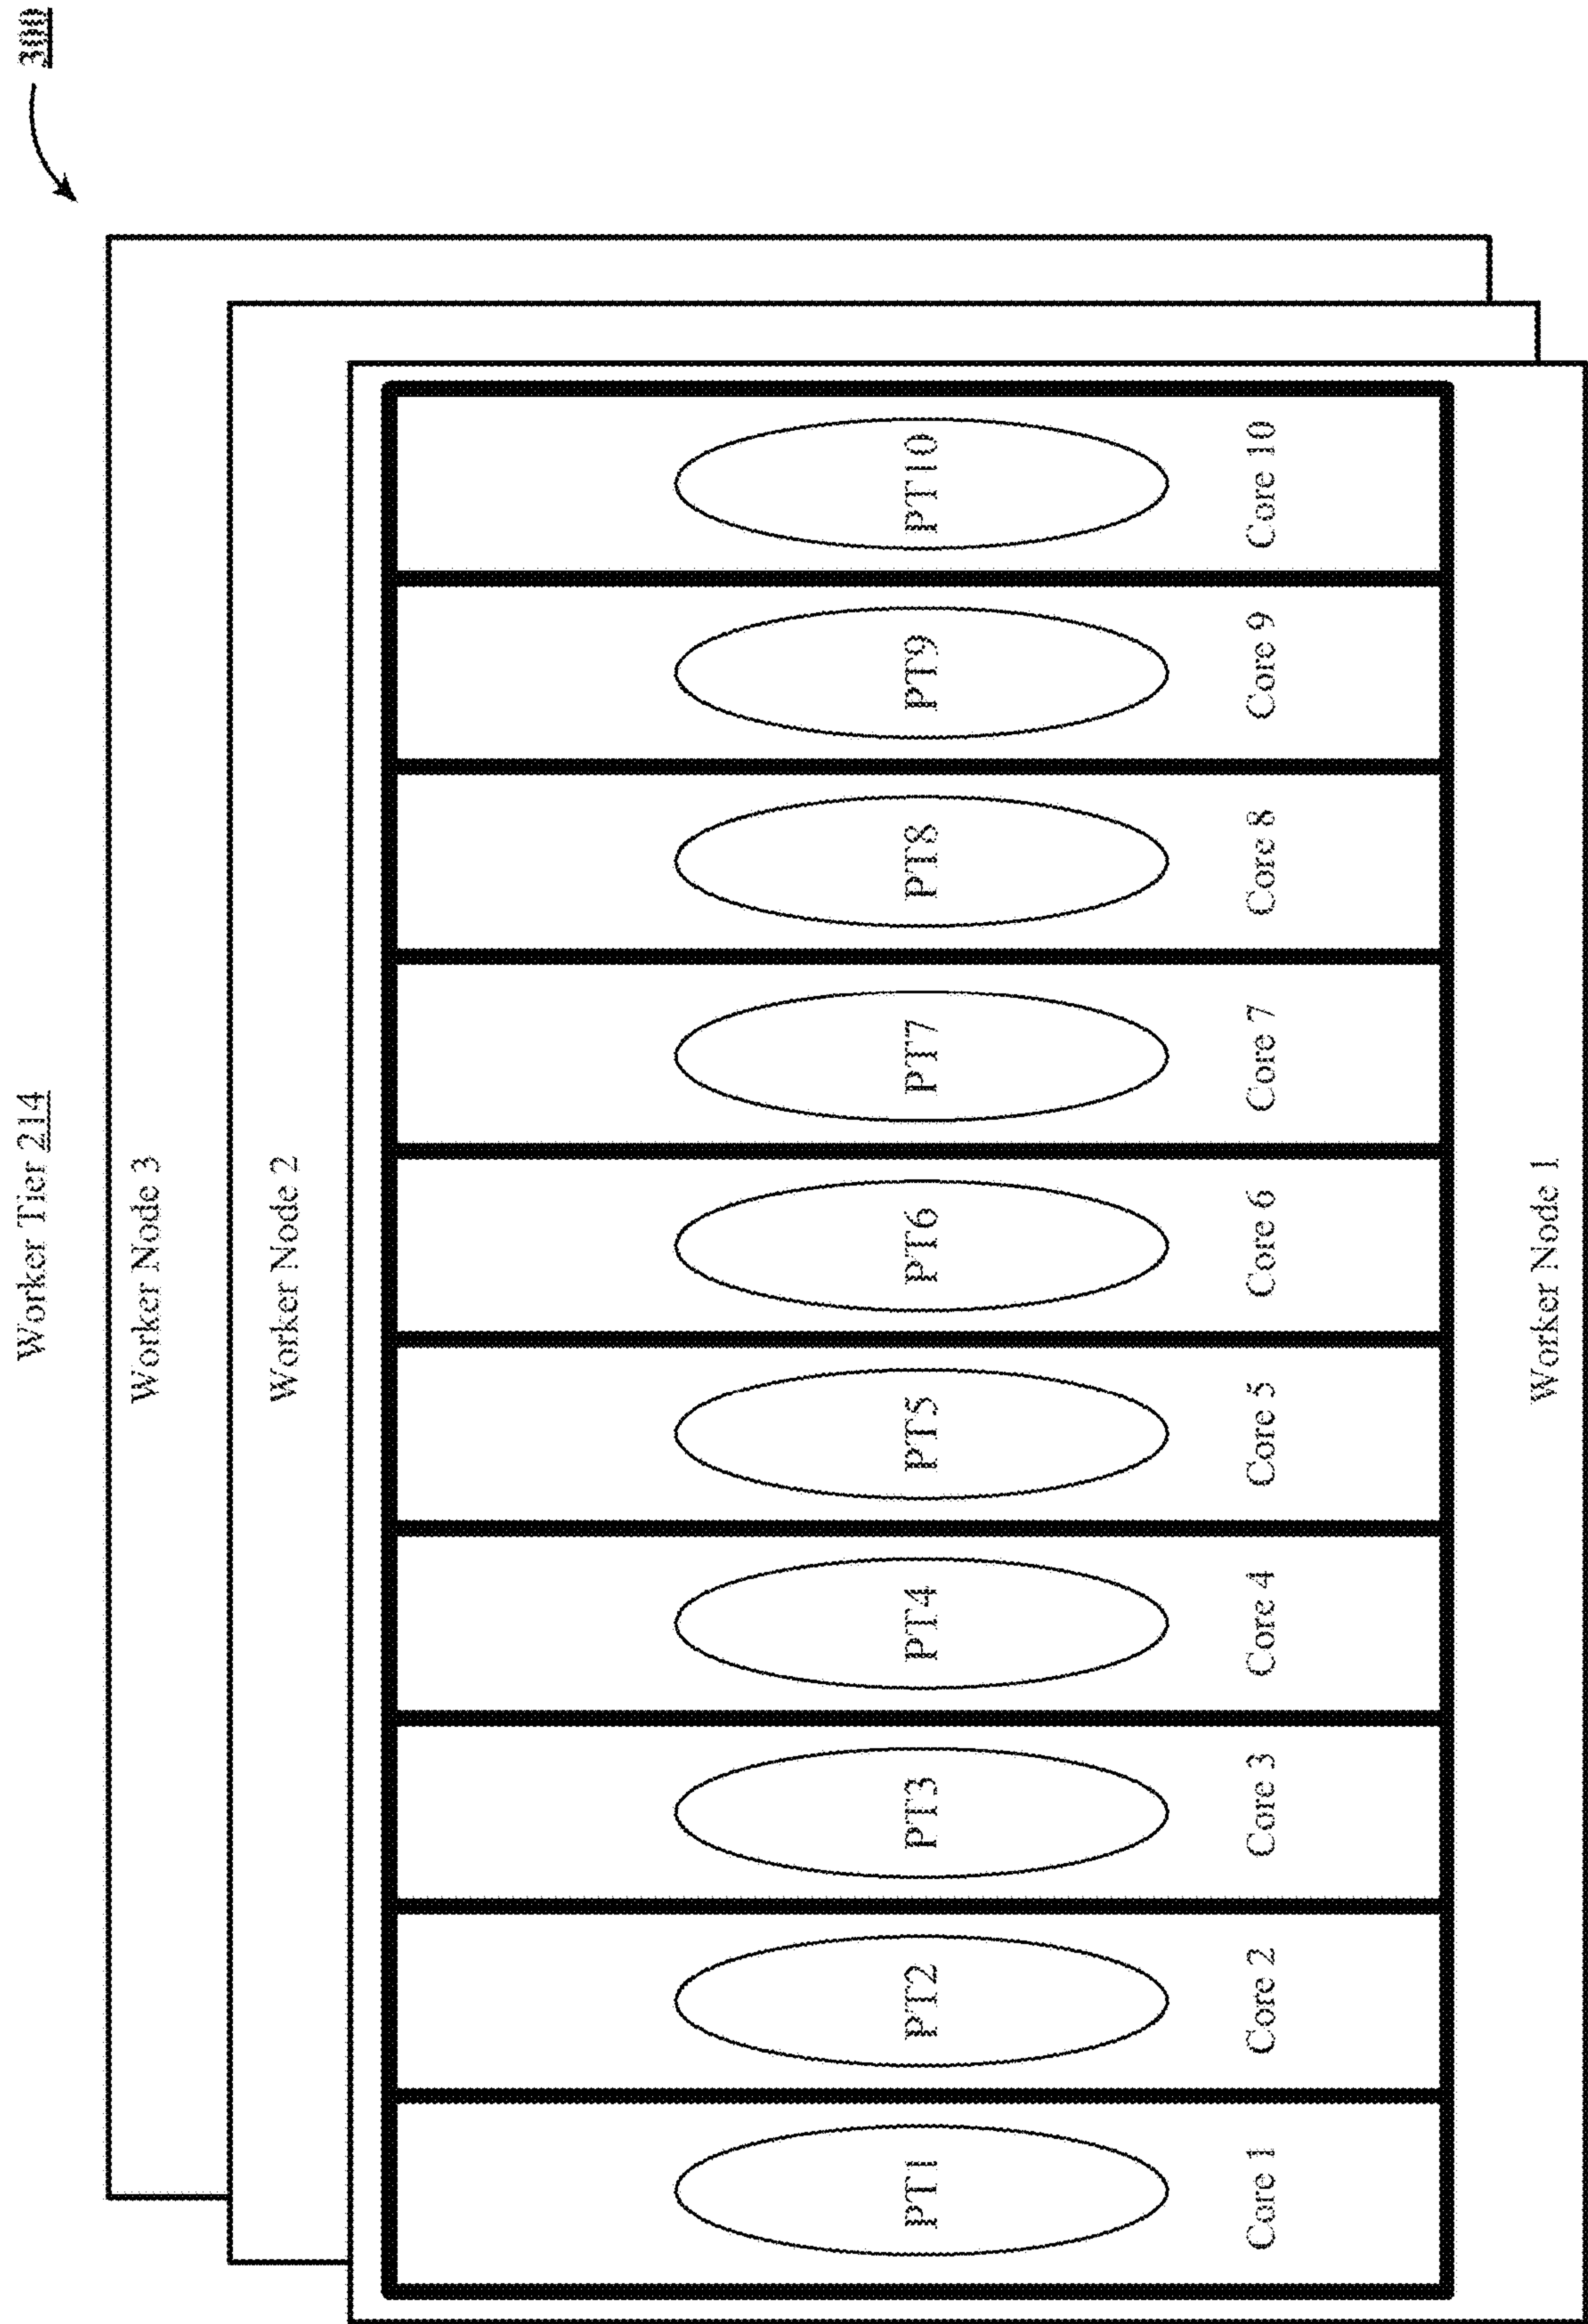 300
Worker Tier 214
Worker Node 3
Worker Node 2
PT1 PT2 PT3 PT4 PT5 PT6 PT7 PT8 PT9 PT10
Core 1 Core 2 Core 3 Core 4 Core 5 Core 6 Core 7 Core 8 Core 9 Core 10
Worker Node 1